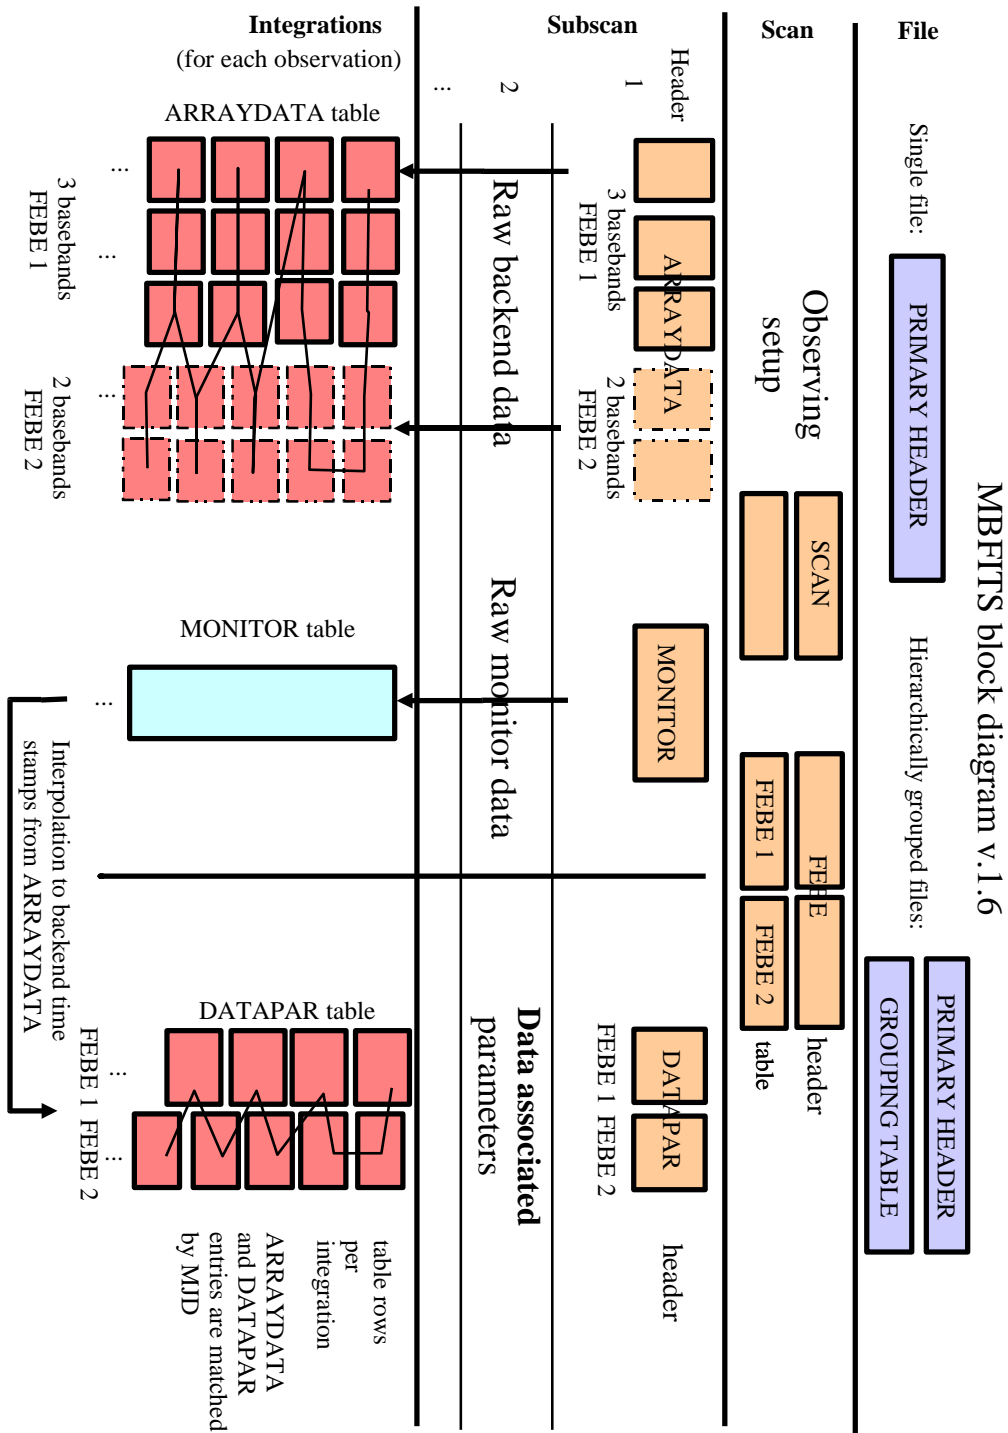 MBFITS block diagram v.1.6
File
Single file:
PRIMARY HEADER
Hierarchically grouped files:
PRIMARY HEADER
GROUPING TABLE
Scan
Observing
setup
SCAN
FEBE
header
FEBE 1
FEBE 2
table
Subscan
Header
1
2
...
ARRAYDATA
3 basebands
FEBE 1
2 basebands
FEBE 2
MONITOR
DATAPAR
FEBE 1 FEBE 2
header
Raw backend data
Raw monitor data
Data associated
parameters
Integrations
(for each observation)
ARRAYDATA table
...
...
...
3 basebands
FEBE 1
2 basebands
FEBE 2
MONITOR table
...
Interpolation to backend time
stamps from ARRAYDATA
DATAPAR table
...
...
FEBE 1 FEBE 2
table rows
per
integration
ARRAYDATA
and DATAPAR
entries are matched
by MJD